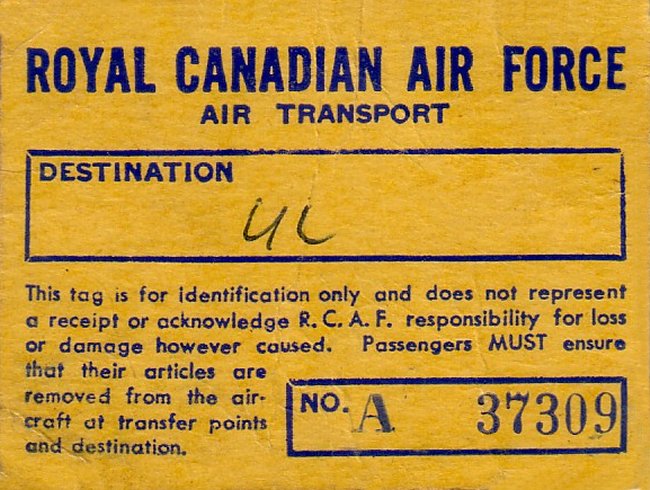 ROYAL CANADIAN AIR FORCE
AIR TRANSPORT
DESTINATION
UL
This tag is for identification only and does not represent
a receipt or acknowledge R.C.A.F. responsibility for loss
or damage however caused. Passengers MUST ensure
that their articles are
removed from the air-
craft at transfer points
and destination.
NO. A 37309